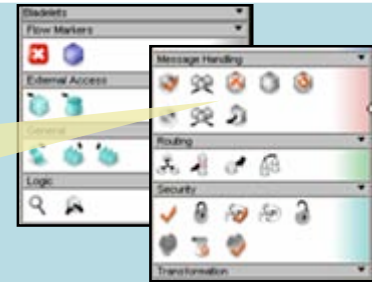 Bladelets
Flow Markers
External Access
General
Logic
Message Handling
Routing
Security
Transformation